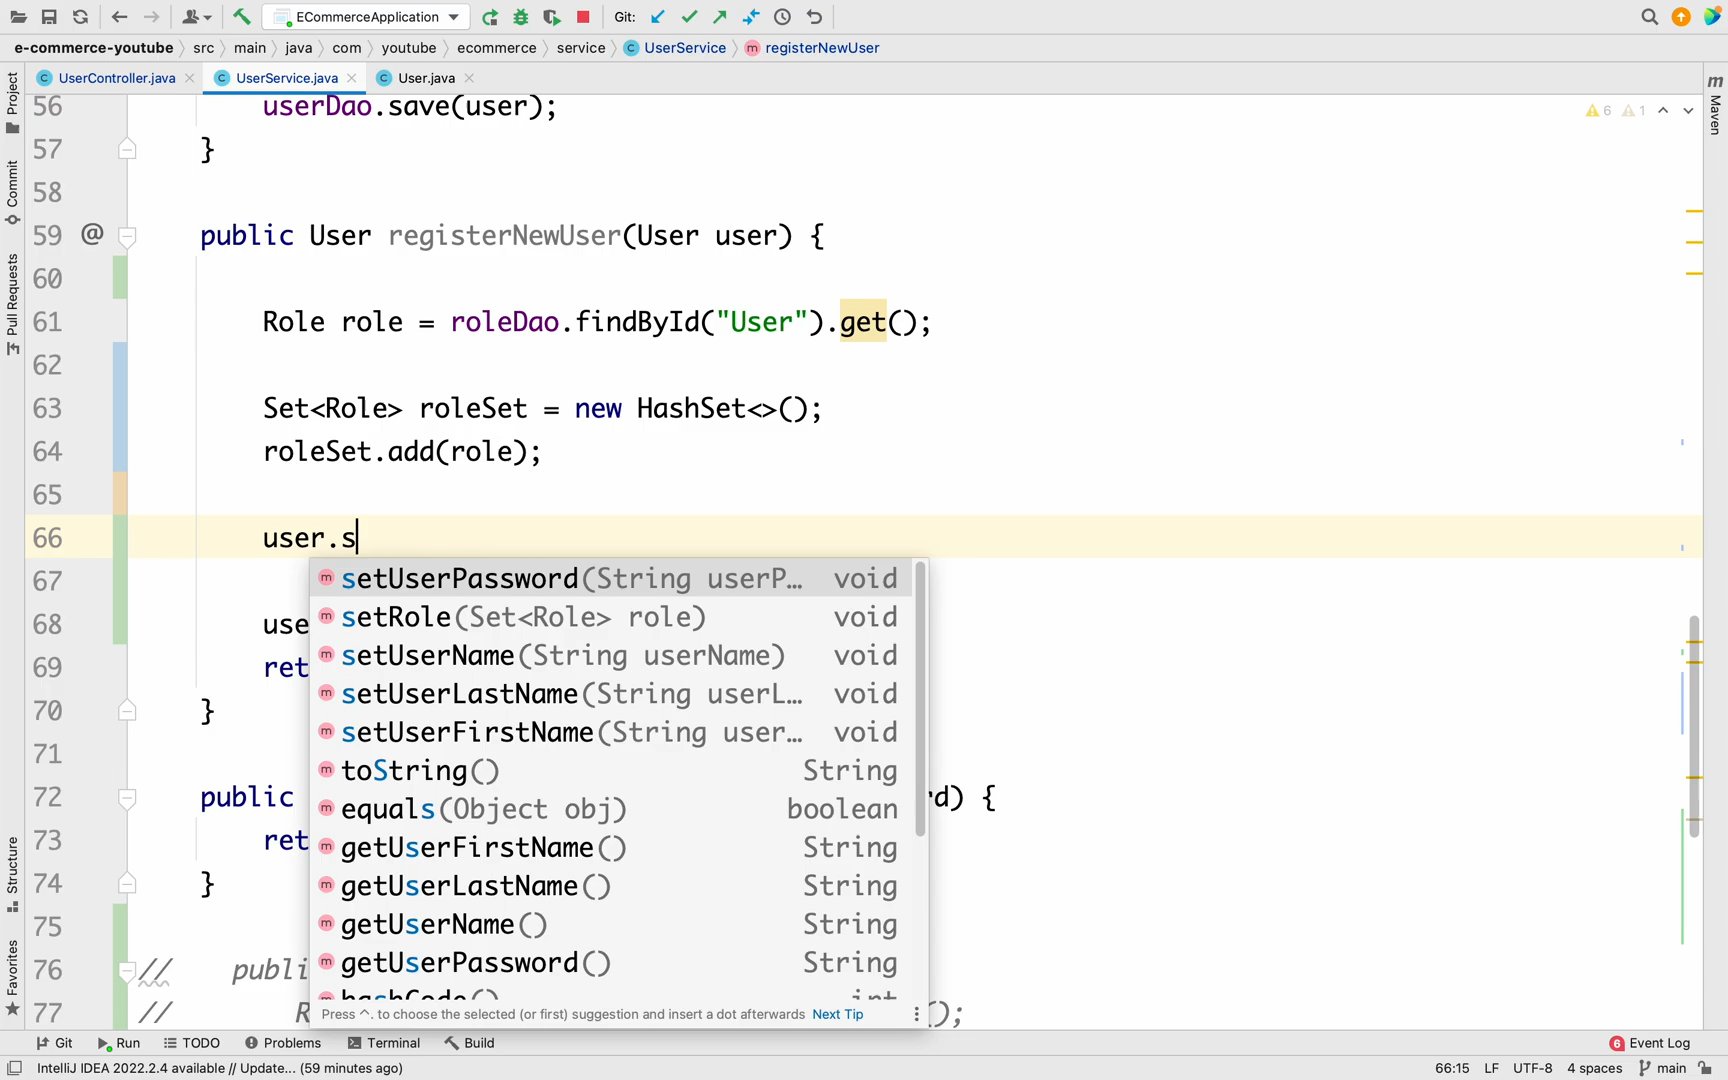 ECommerceApplication
Git:
e-commerce-youtube
src
main
java
com
youtube
ecommerce
service
UserService
registerNewUser
UserController.java
UserService.java
User.java
Project
Commit
Pull Requests
Structure
Favorites
Maven
6
1
56 userDao.save(user);
57 }
58
59 @ public User registerNewUser(User user) {
60
61 Role role = roleDao.findById("User").get();
62
63 Set<Role> roleSet = new HashSet<>();
64 roleSet.add(role);
65
66 user.s
67
68 use
69 ret
70 }
71
72 public rd) {
73 ret
74 }
75
76 // publi
77 // R ();
setUserPassword(String userP… void
setRole(Set<Role> role) void
setUserName(String userName) void
setUserLastName(String userL… void
setUserFirstName(String user… void
toString() String
equals(Object obj) boolean
getUserFirstName() String
getUserLastName() String
getUserName() String
getUserPassword() String
hashCode() int
Press ^. to choose the selected (or first) suggestion and insert a dot afterwards Next Tip
Git
Run
TODO
Problems
Terminal
Build
6 Event Log
IntelliJ IDEA 2022.2.4 available // Update... (59 minutes ago)
66:15
LF
UTF-8
4 spaces
main